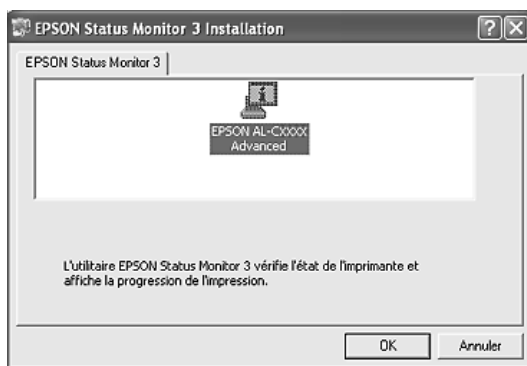 EPSON Status Monitor 3 Installation
EPSON Status Monitor 3
EPSON AL-CXXXX
Advanced
L'utilitaire EPSON Status Monitor 3 vérifie l'état de l'imprimante et
affiche la progression de l'impression.
OK
Annuler